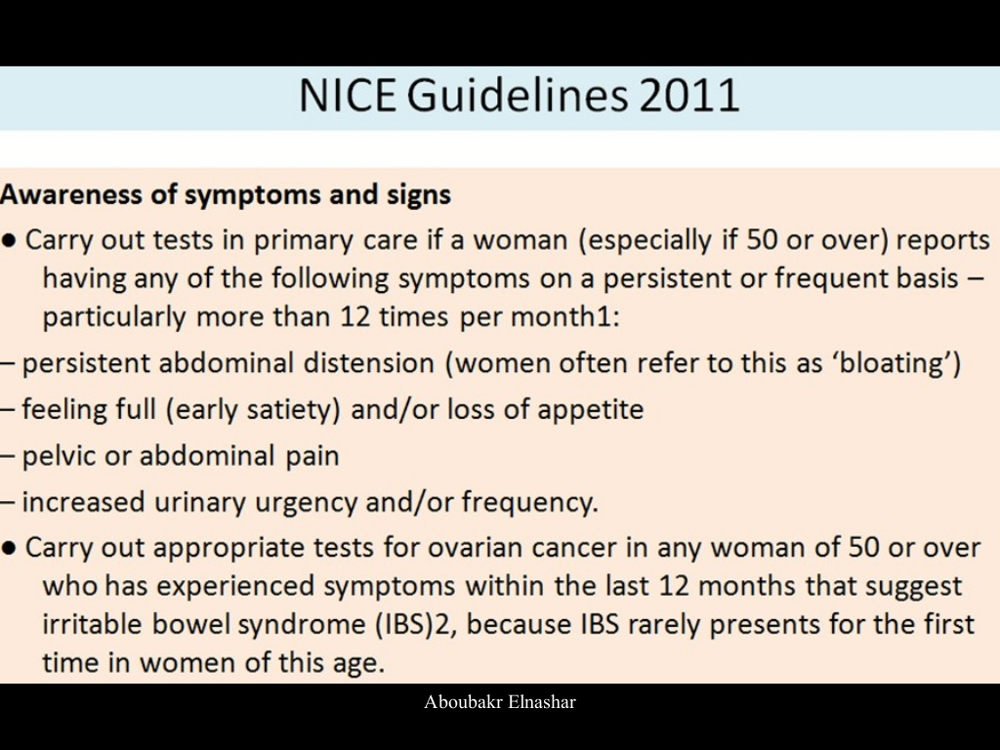 NICE Guidelines 2011
Awareness of symptoms and signs
● Carry out tests in primary care if a woman (especially if 50 or over) reports
having any of the following symptoms on a persistent or frequent basis –
particularly more than 12 times per month1:
– persistent abdominal distension (women often refer to this as ‘bloating’)
– feeling full (early satiety) and/or loss of appetite
– pelvic or abdominal pain
– increased urinary urgency and/or frequency.
● Carry out appropriate tests for ovarian cancer in any woman of 50 or over
who has experienced symptoms within the last 12 months that suggest
irritable bowel syndrome (IBS)2, because IBS rarely presents for the first
time in women of this age.
Aboubakr Elnashar